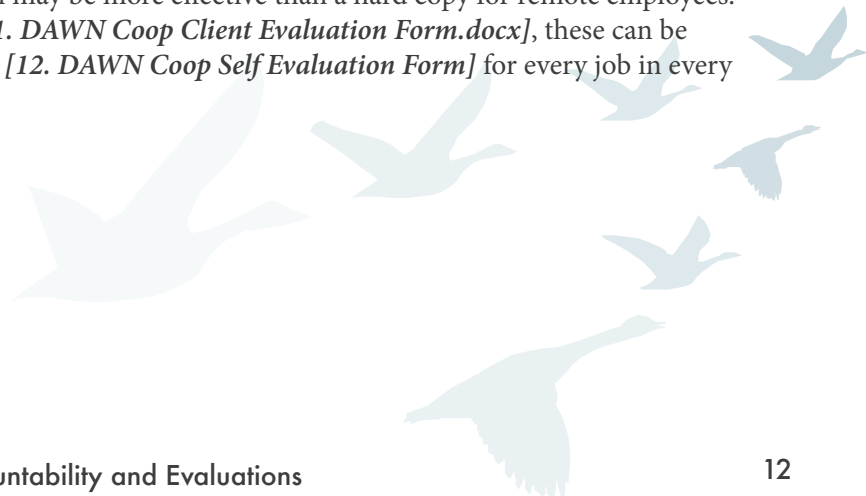 may be more effective than a hard copy for remote employees.
1. DAWN Coop Client Evaluation Form.docx], these can be
[12. DAWN Coop Self Evaluation Form] for every job in every
untability and Evaluations
12